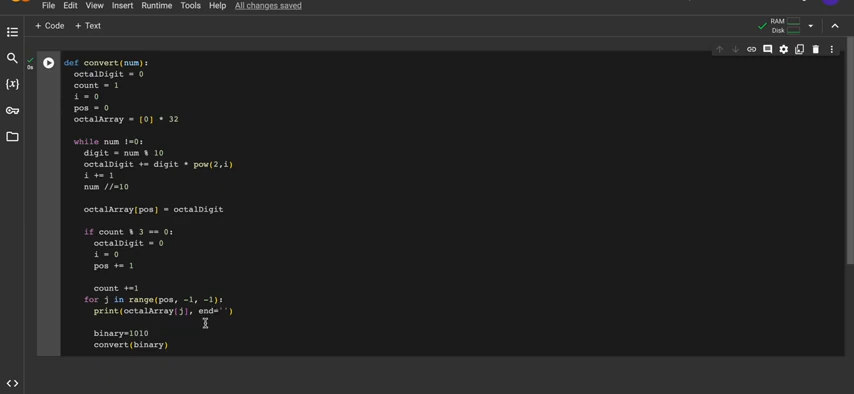 File Edit View Insert Runtime Tools Help All changes saved
+ Code + Text
RAM
Disk
0s
{x}
def convert(num):
octalDigit = 0
count = 1
i = 0
pos = 0
octalArray = [0] * 32
while num !=0:
digit = num % 10
octalDigit += digit * pow(2,i)
i += 1
num //=10
octalArray[pos] = octalDigit
if count % 3 == 0:
octalDigit = 0
i = 0
pos += 1
count +=1
for j in range(pos, -1, -1):
print(octalArray[j], end='')
binary=1010
convert(binary)